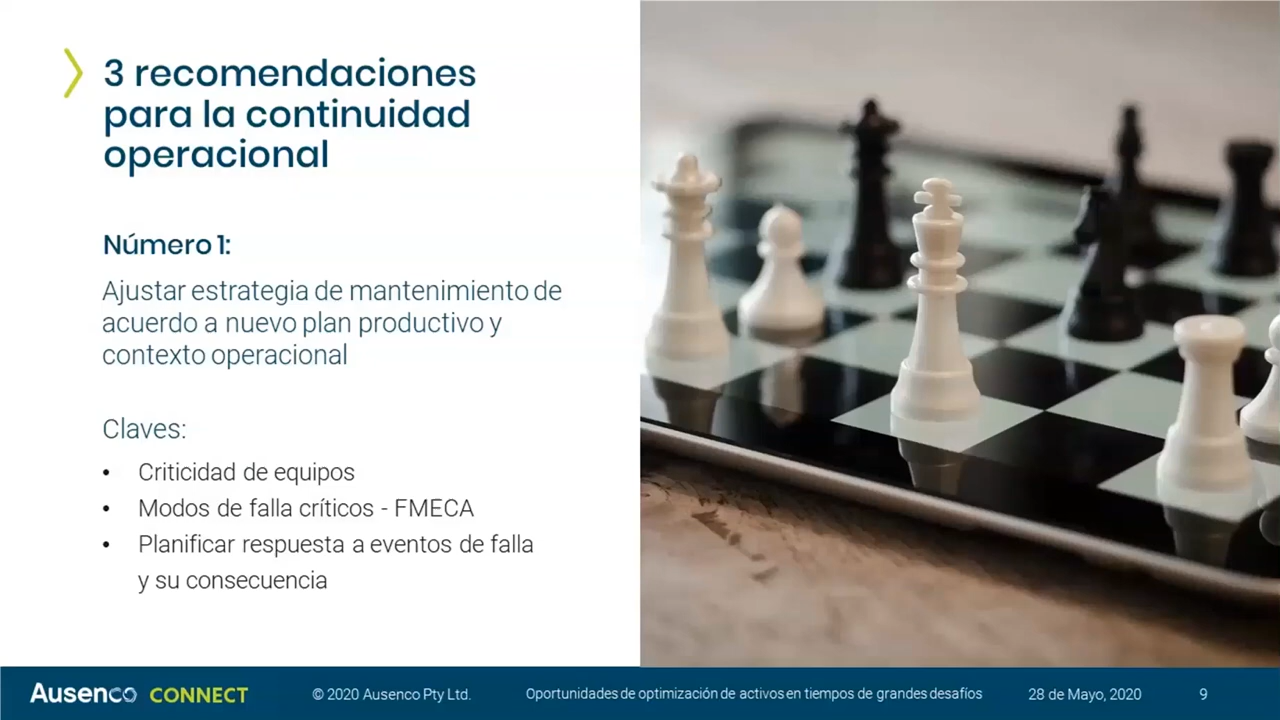 3 recomendaciones
para la continuidad
operacional
Número 1:
Ajustar estrategia de mantenimiento de
acuerdo a nuevo plan productivo y
contexto operacional
Claves:
• Criticidad de equipos
• Modos de falla críticos - FMECA
• Planificar respuesta a eventos de falla
y su consecuencia
Ausenco CONNECT © 2020 Ausenco Pty Ltd. Oportunidades de optimización de activos en tiempos de grandes desafíos 28 de Mayo, 2020 9